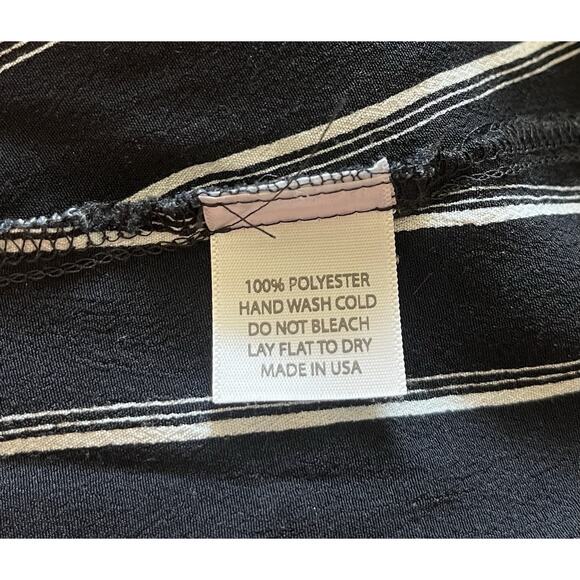 100% POLYESTER
HAND WASH COLD
DO NOT BLEACH
LAY FLAT TO DRY
MADE IN USA